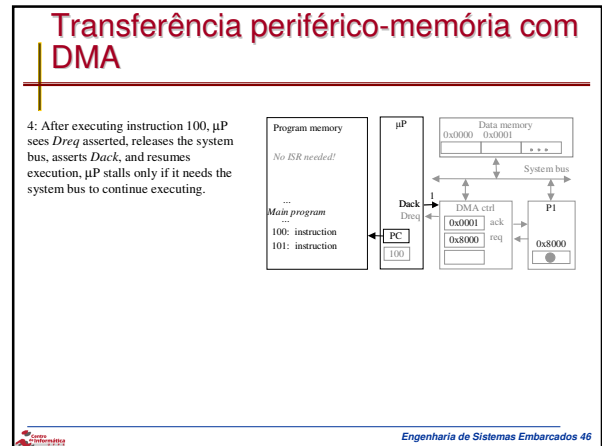 Transferência periférico-memória com
DMA
4: After executing instruction 100, μP
sees Dreq asserted, releases the system
bus, asserts Dack, and resumes
execution, μP stalls only if it needs the
system bus to continue executing.
Program memory
No ISR needed!
...
Main program
...
100: instruction
101: instruction
μP
Dack
Dreq
PC
100
1
Data memory
0x0000 0x0001
...
System bus
DMA ctrl
0x0001 ack
0x8000 req
P1
0x8000
Centro
de Informática
Engenharia de Sistemas Embarcados 46